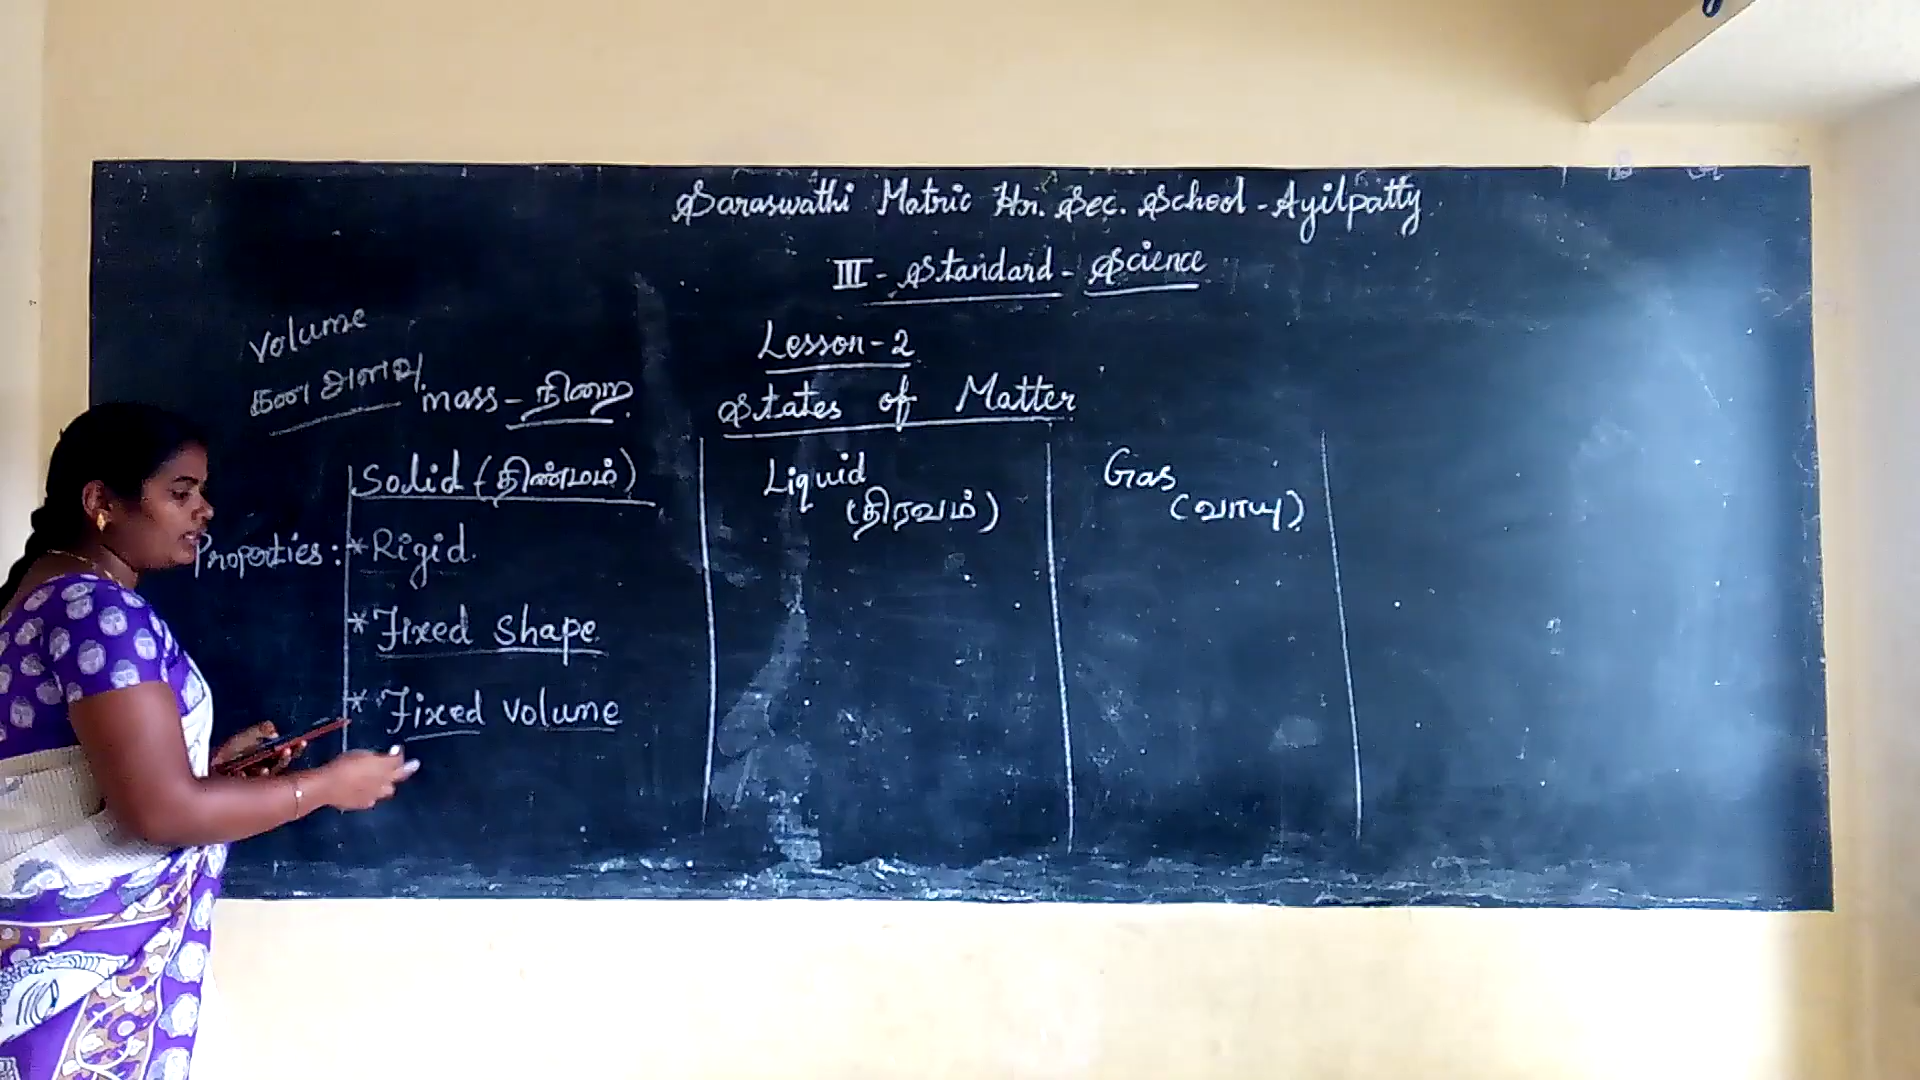 Saraswathi Matric Hr. Sec. School - Ayilpatty
III - Standard - Science
Lesson - 2
States of Matter
Volume
கன அளவு
mass - நிறை
Solid (திண்மம்)
Liquid
(திரவம்)
Gas
(வாயு)
Properties :
* Rigid.
* Fixed shape
* Fixed volume